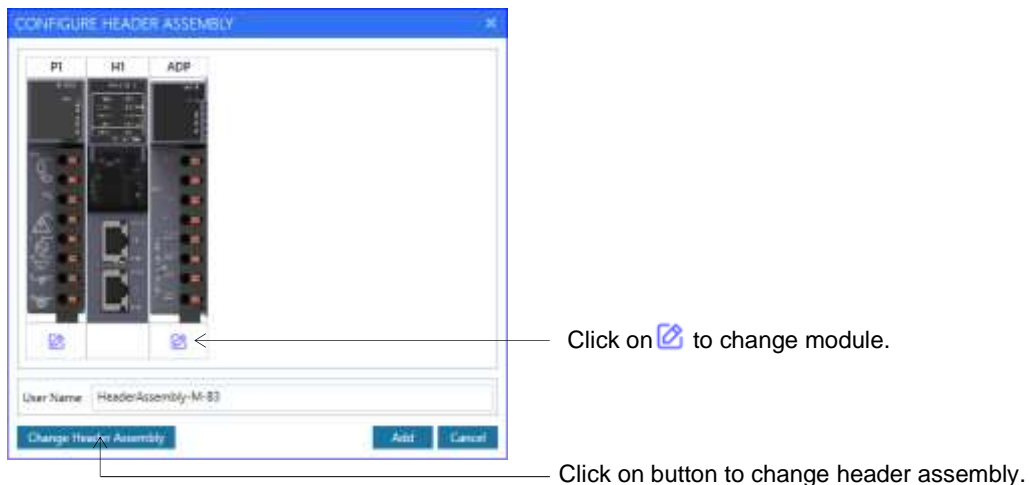 CONFIGURE HEADER ASSEMBLY
P1 H1 ADP
Click on to change module.
User Name HeaderAssembly-M-83
Change Header Assembly Add Cancel
Click on button to change header assembly.